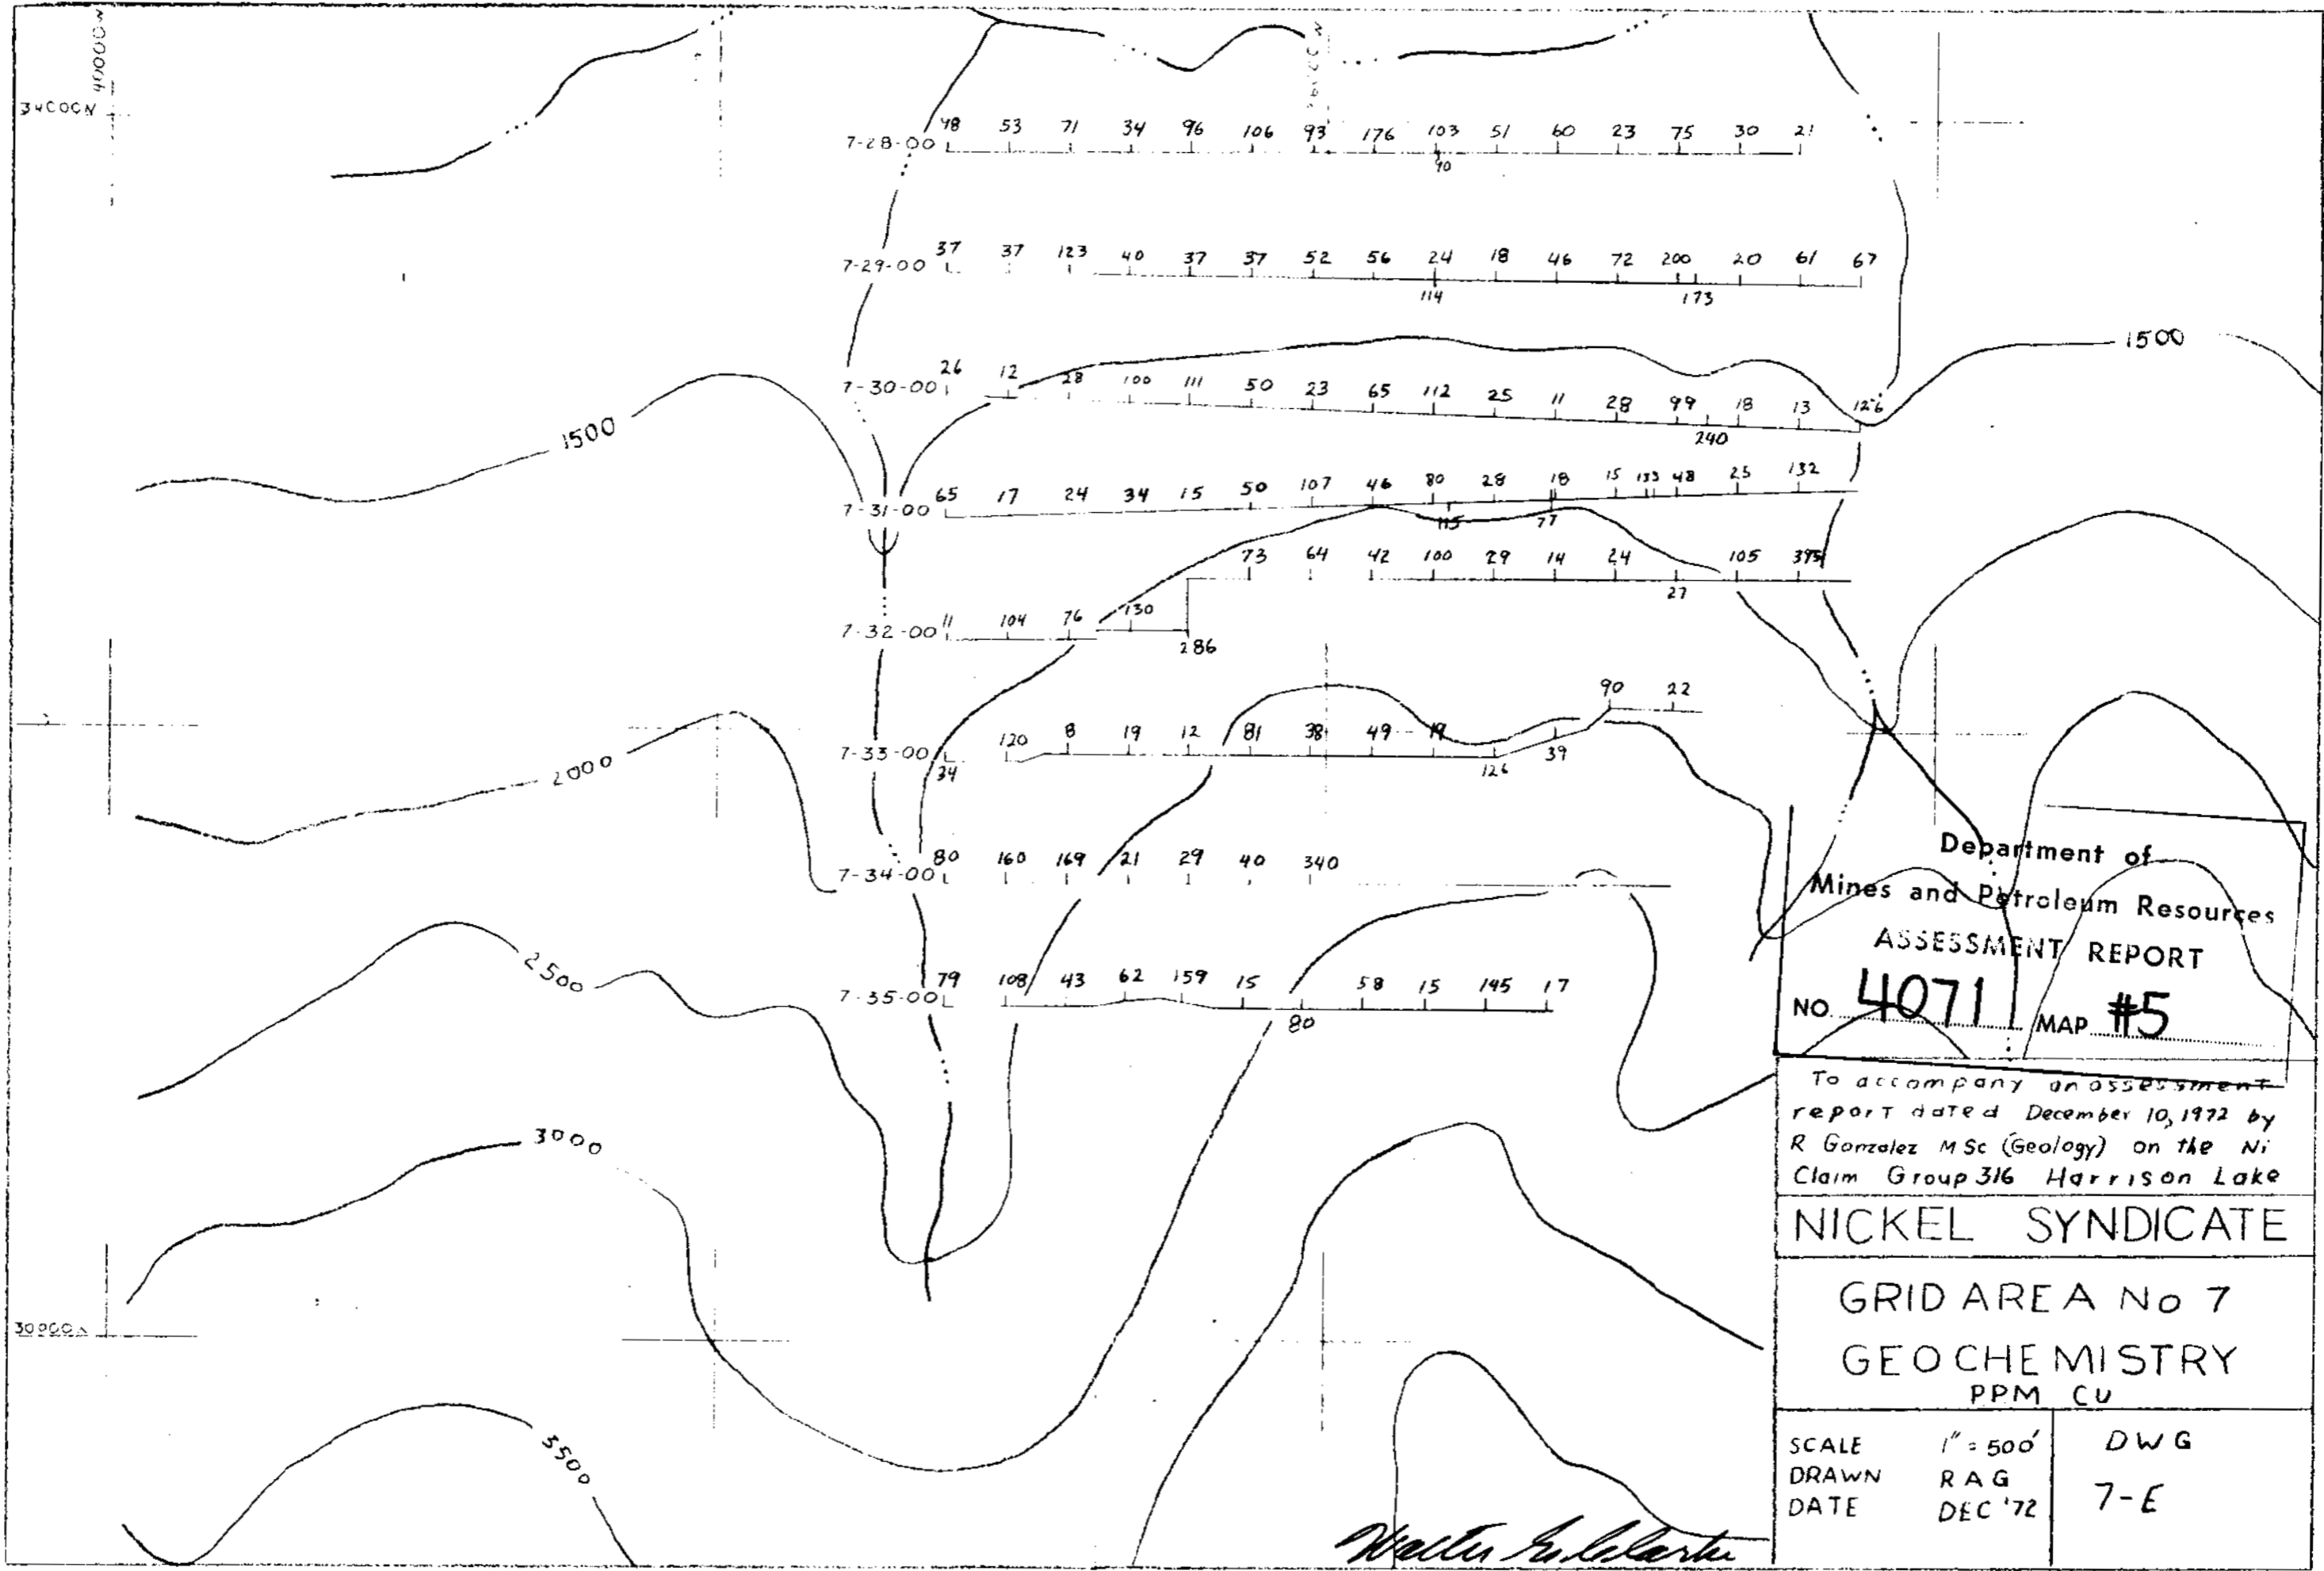 40000W
34000N
7-28-00 48 53 71 34 96 106 93 176 103 51 60 23 75 30 21
90
7-29-00 37 37 123 40 37 37 52 56 24 18 46 72 200 20 61 67
114 173
1500
7-30-00 26 12 28 100 111 50 23 65 112 25 11 28 99 18 13 126
240
1500
7-31-00 65 17 24 34 15 50 107 46 80 28 18 15 133 48 25 132
115 77
73 64 42 100 29 14 24 105 395
27
7-32-00 11 104 76 130
286
90 22
7-33-00 120 8 19 12 81 38 49 19
34 126 39
2000
7-34-00 80 160 169 21 29 40 340
2500
7-35-00 79 108 43 62 159 15 58 15 145 17
80
3000
30000N
3500
Department of
Mines and Petroleum Resources
ASSESSMENT REPORT
NO. 4071 MAP #5
To accompany an assessment
report dated December 10, 1972 by
R Gonzalez M Sc (Geology) on the Ni
Claim Group 316 Harrison Lake
NICKEL SYNDICATE
GRID AREA No 7
GEOCHEMISTRY
PPM CU
SCALE 1" = 500'
DRAWN RAG
DATE DEC '72
DWG
7-E
Walter